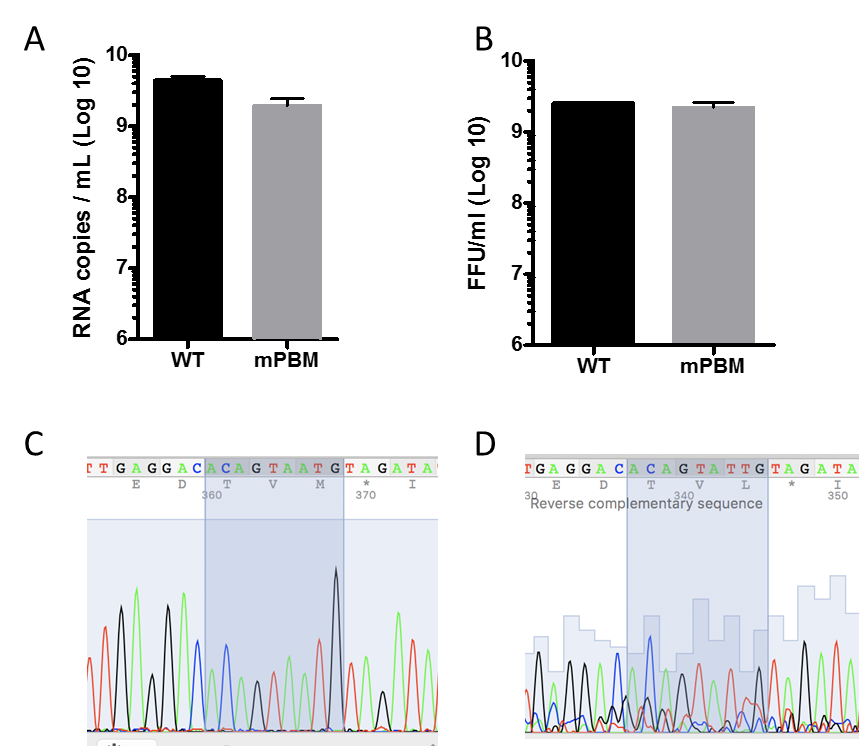 A
RNA copies / mL (Log 10)
10
9
8
7
6
WT
mPBM
B
FFU/ml (Log 10)
10
9
8
7
6
WT
mPBM
C
T T G A G G A C A C A G T A A T G T A G A T A
E D T V M * I
360 370
D
T G A G G A C A C A G T A T T G T A G A T A
E D T V L * I
30 340 350
Reverse complementary sequence